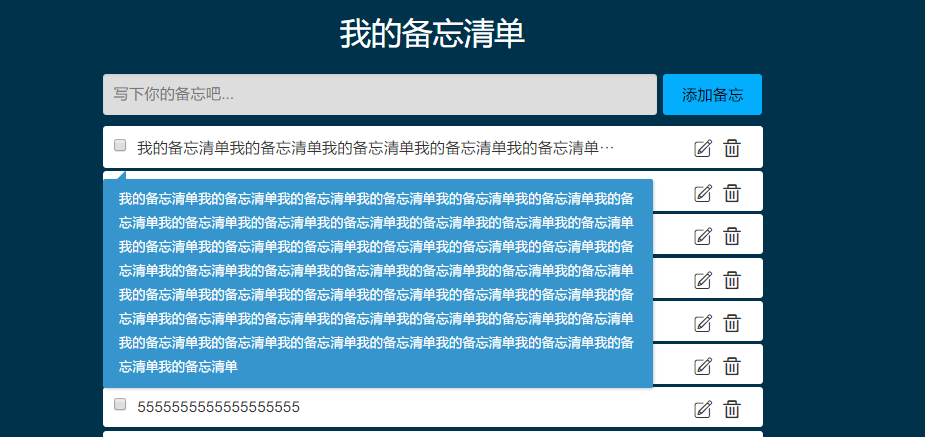 我的备忘清单
写下你的备忘吧...
添加备忘
我的备忘清单我的备忘清单我的备忘清单我的备忘清单我的备忘清单…
我的备忘清单我的备忘清单我的备忘清单我的备忘清单我的备忘清单我的备忘清单我的备
忘清单我的备忘清单我的备忘清单我的备忘清单我的备忘清单我的备忘清单我的备忘清单
我的备忘清单我的备忘清单我的备忘清单我的备忘清单我的备忘清单我的备忘清单我的备
忘清单我的备忘清单我的备忘清单我的备忘清单我的备忘清单我的备忘清单我的备忘清单
我的备忘清单我的备忘清单我的备忘清单我的备忘清单我的备忘清单我的备忘清单我的备
忘清单我的备忘清单我的备忘清单我的备忘清单我的备忘清单我的备忘清单我的备忘清单
我的备忘清单我的备忘清单我的备忘清单我的备忘清单我的备忘清单我的备忘清单我的备
忘清单我的备忘清单
5555555555555555555